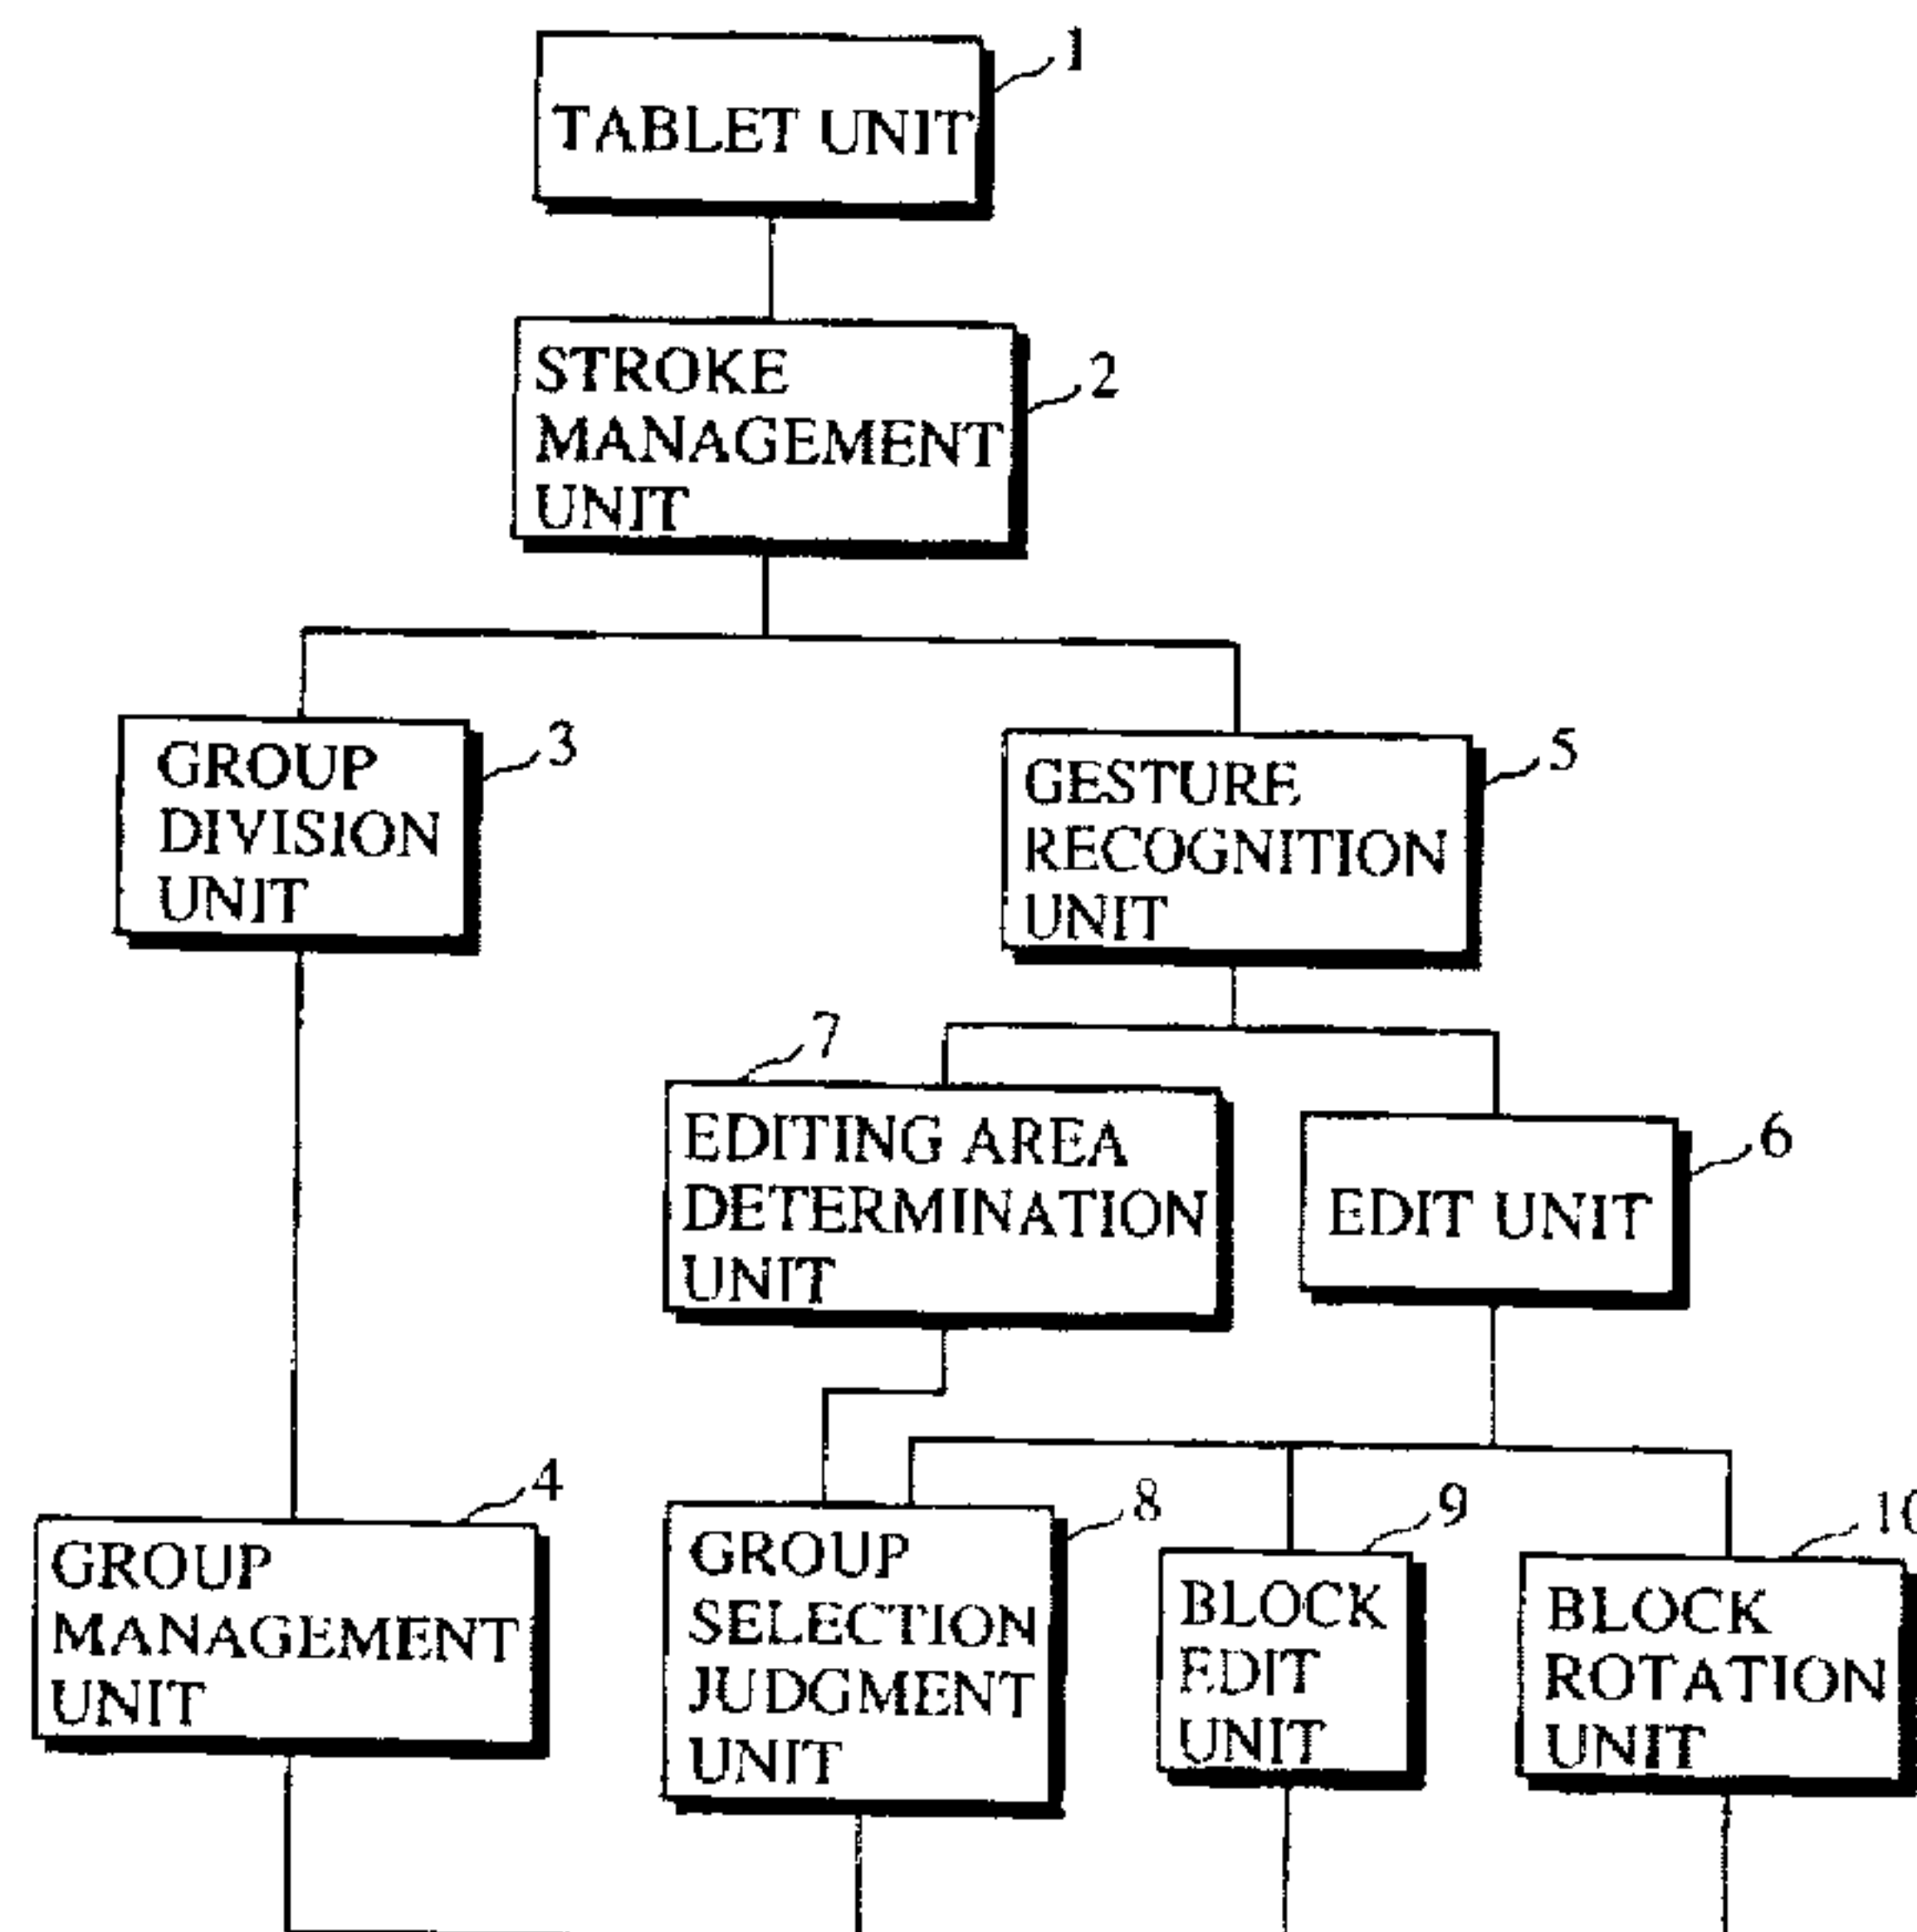 1
TABLET UNIT
2
STROKE
MANAGEMENT
UNIT
3
GROUP
DIVISION
UNIT
5
GESTURE
RECOGNITION
UNIT
7
EDITING AREA
DETERMINATION
UNIT
6
EDIT UNIT
4
GROUP
MANAGEMENT
UNIT
8
GROUP
SELECTION
JUDGMENT
UNIT
9
BLOCK
EDIT
UNIT
10
BLOCK
ROTATION
UNIT